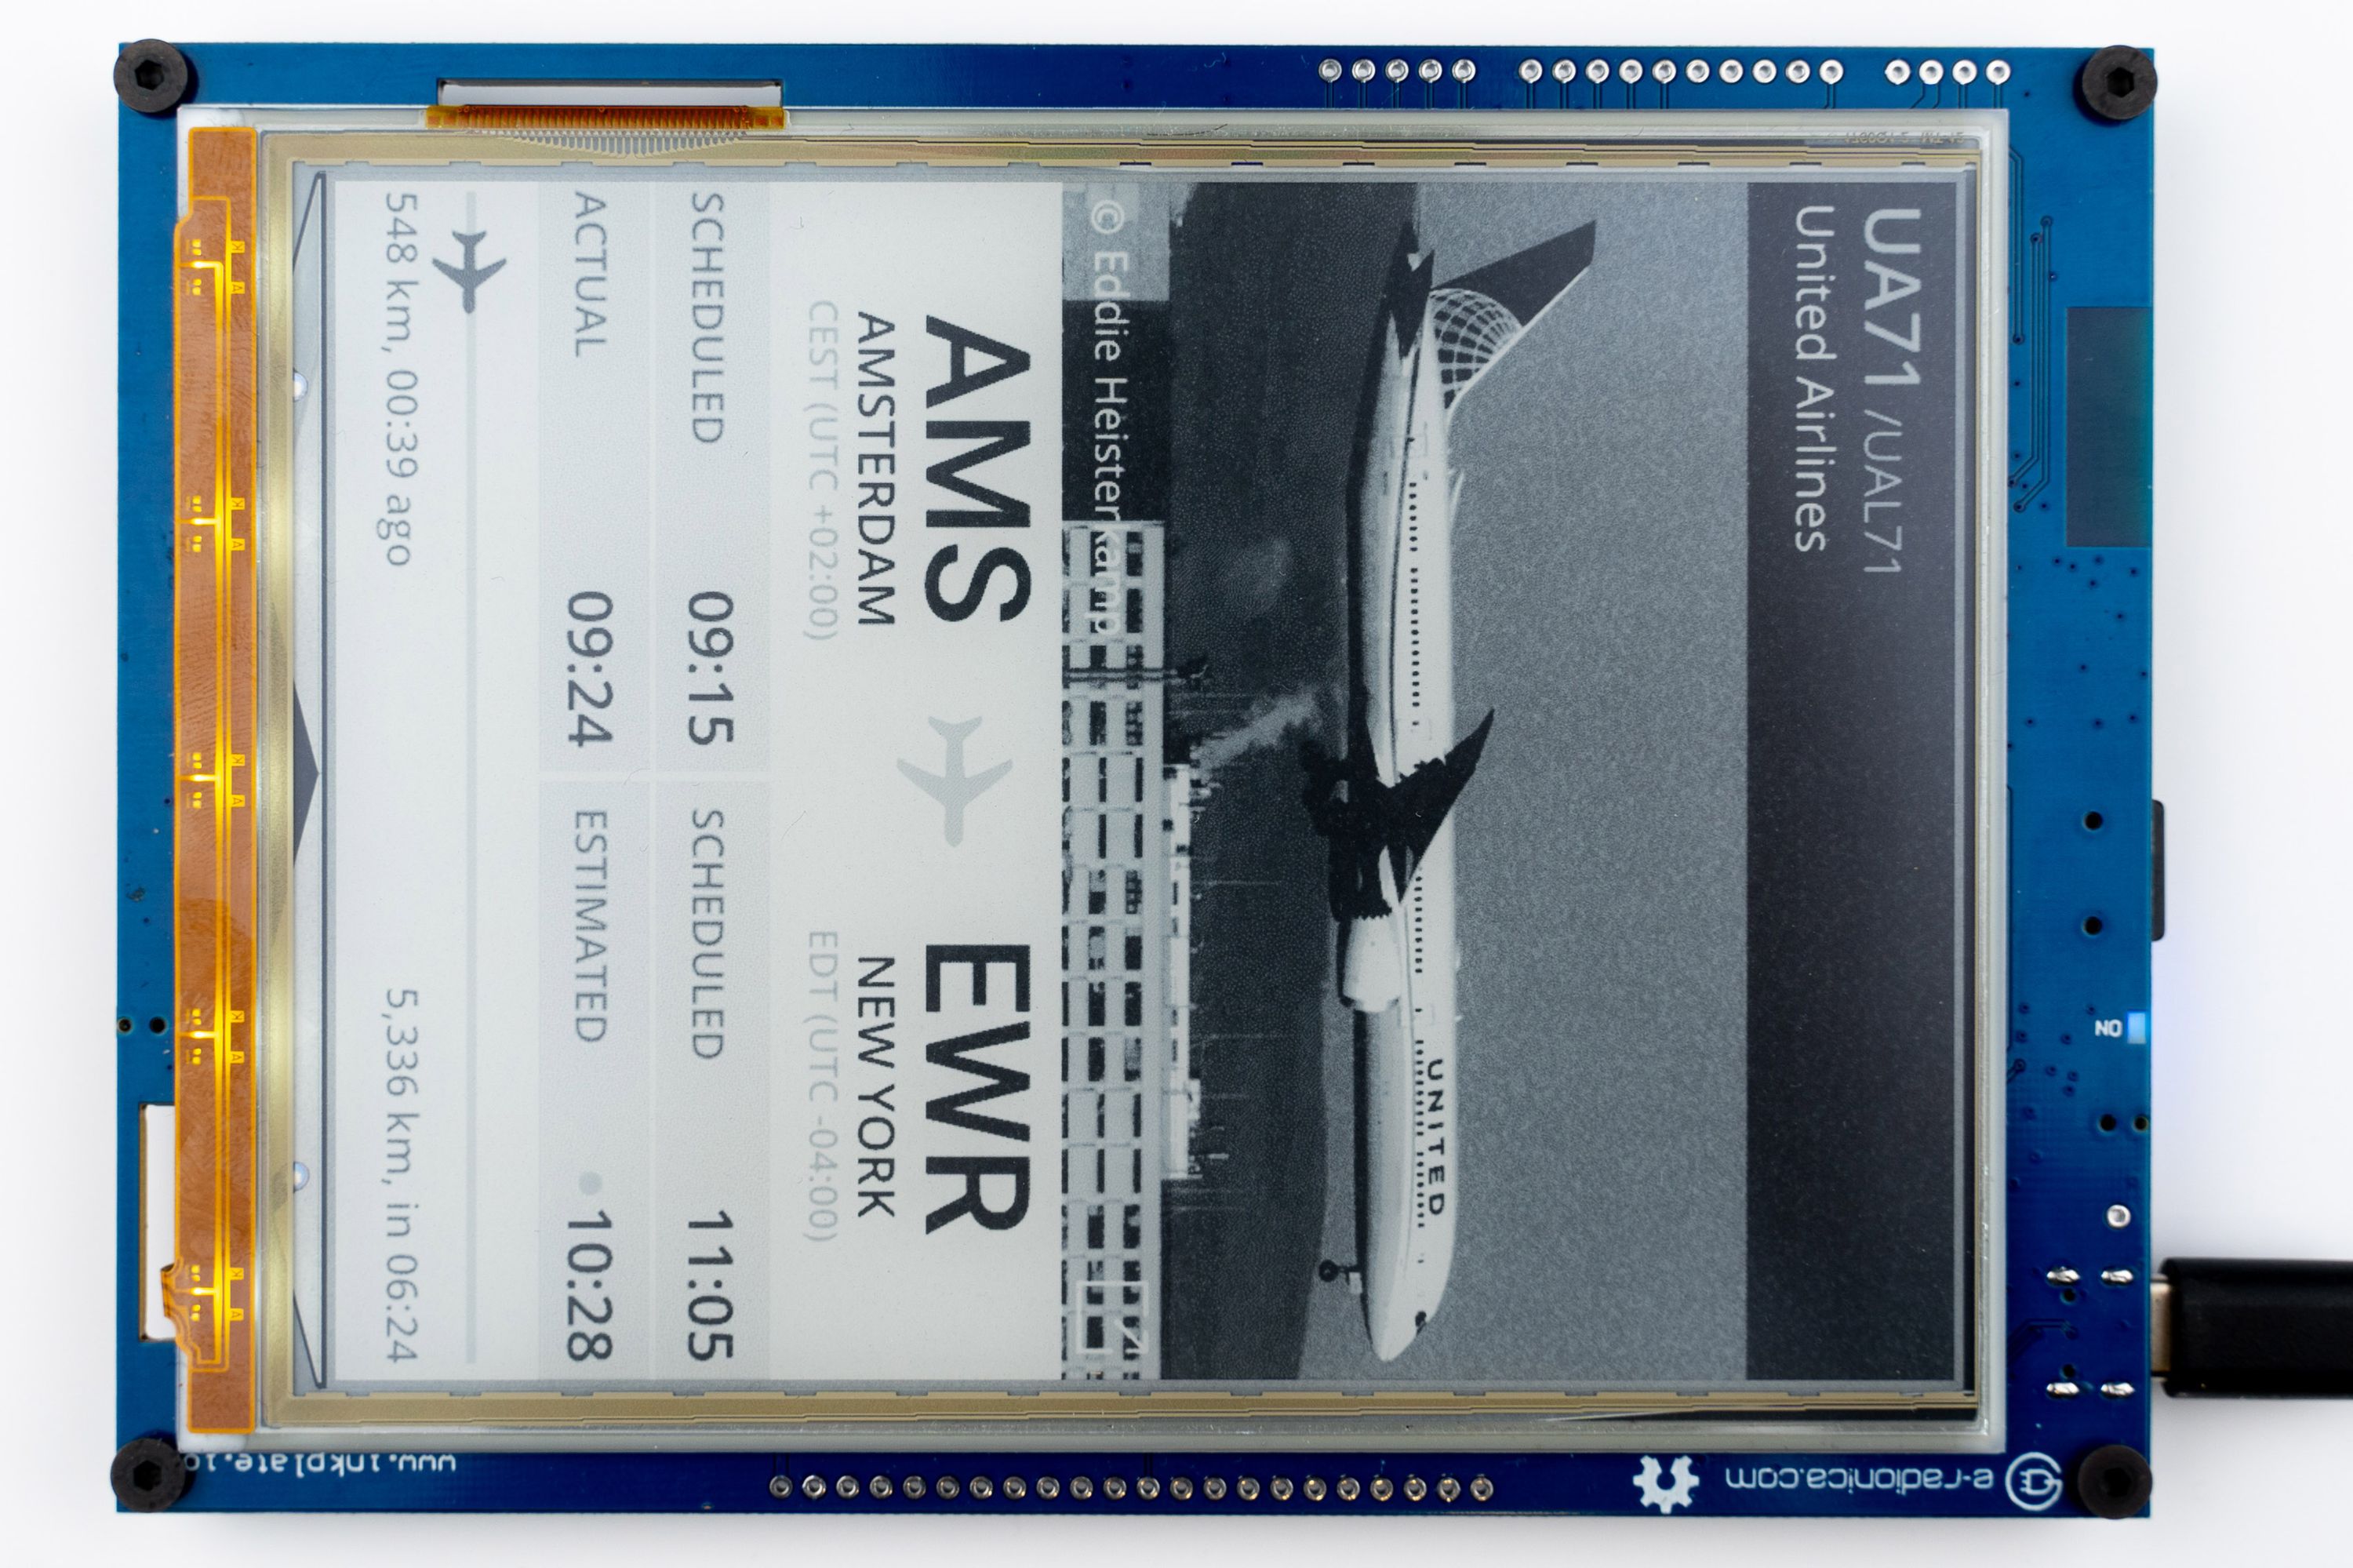 UA71 /UAL71
United Airlines
UNITED
© Eddie Heisterkamp
AMS
AMSTERDAM
CEST (UTC +02:00)
EWR
NEW YORK
EDT (UTC -04:00)
SCHEDULED 09:15 SCHEDULED 11:05
ACTUAL 09:24 ESTIMATED 10:28
548 km, 00:39 ago 5,336 km, in 06:24
ON
www.inkplate.io
e-radionica.com